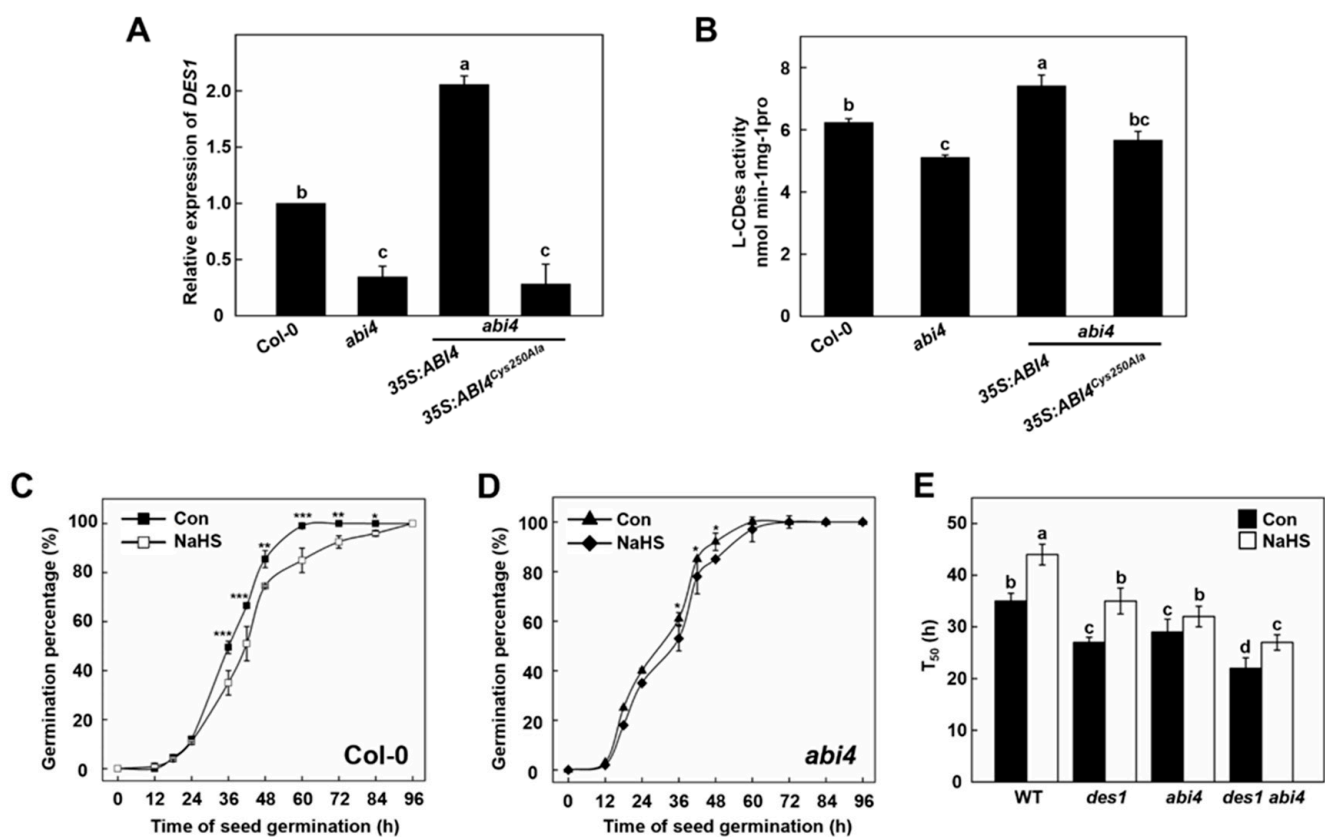 A
Relative expression of DES1
2.0
1.5
1.0
0.5
0
b
c
a
c
Col-0
abi4
abi4
35S:ABI4
35S:ABI4Cys250Ala
B
L-CDes activity
nmol min-1mg-1pro
8
6
4
2
0
b
c
a
bc
Col-0
abi4
abi4
35S:ABI4
35S:ABI4Cys250Ala
C
Germination percentage (%)
100
80
60
40
20
0
Con
NaHS
***
***
**
***
**
*
Col-0
0 12 24 36 48 60 72 84 96
Time of seed germination (h)
D
Germination percentage (%)
100
80
60
40
20
0
Con
NaHS
*
*
*
abi4
0 12 24 36 48 60 72 84 96
Time of seed germination (h)
E
T50 (h)
50
40
30
20
10
0
Con
NaHS
b a c b c b d c
WT des1 abi4 des1 abi4